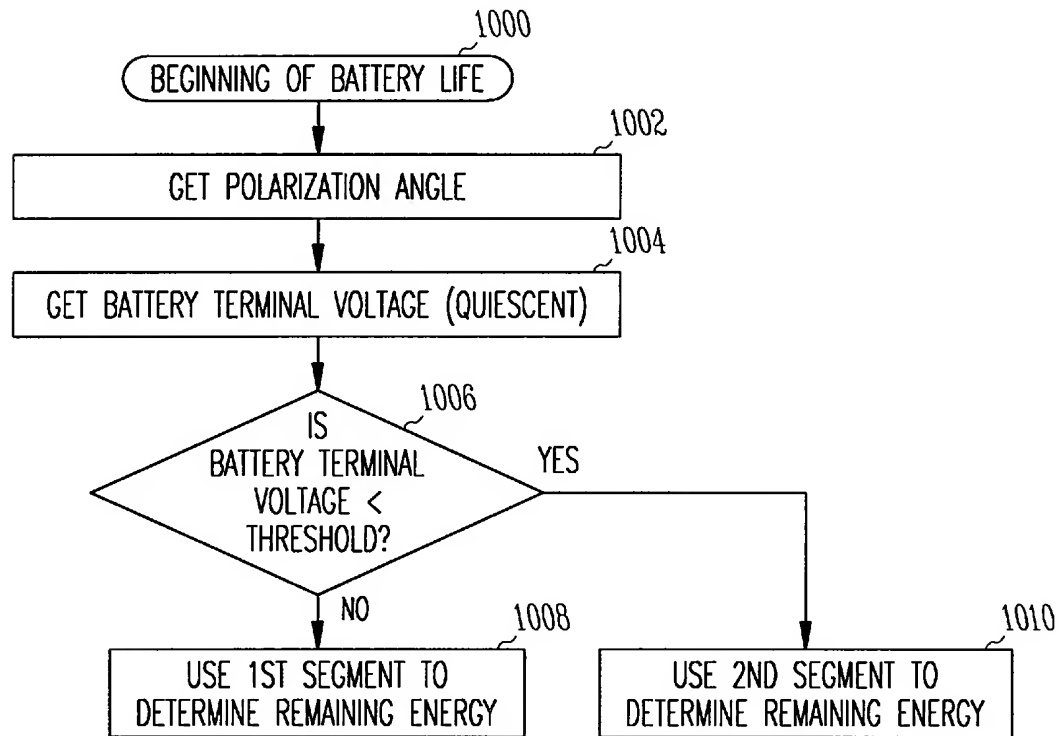 1000
BEGINNING OF BATTERY LIFE
1002
GET POLARIZATION ANGLE
1004
GET BATTERY TERMINAL VOLTAGE (QUIESCENT)
1006
IS
BATTERY TERMINAL
VOLTAGE <
THRESHOLD?
YES
NO
1008
USE 1ST SEGMENT TO
DETERMINE REMAINING ENERGY
1010
USE 2ND SEGMENT TO
DETERMINE REMAINING ENERGY